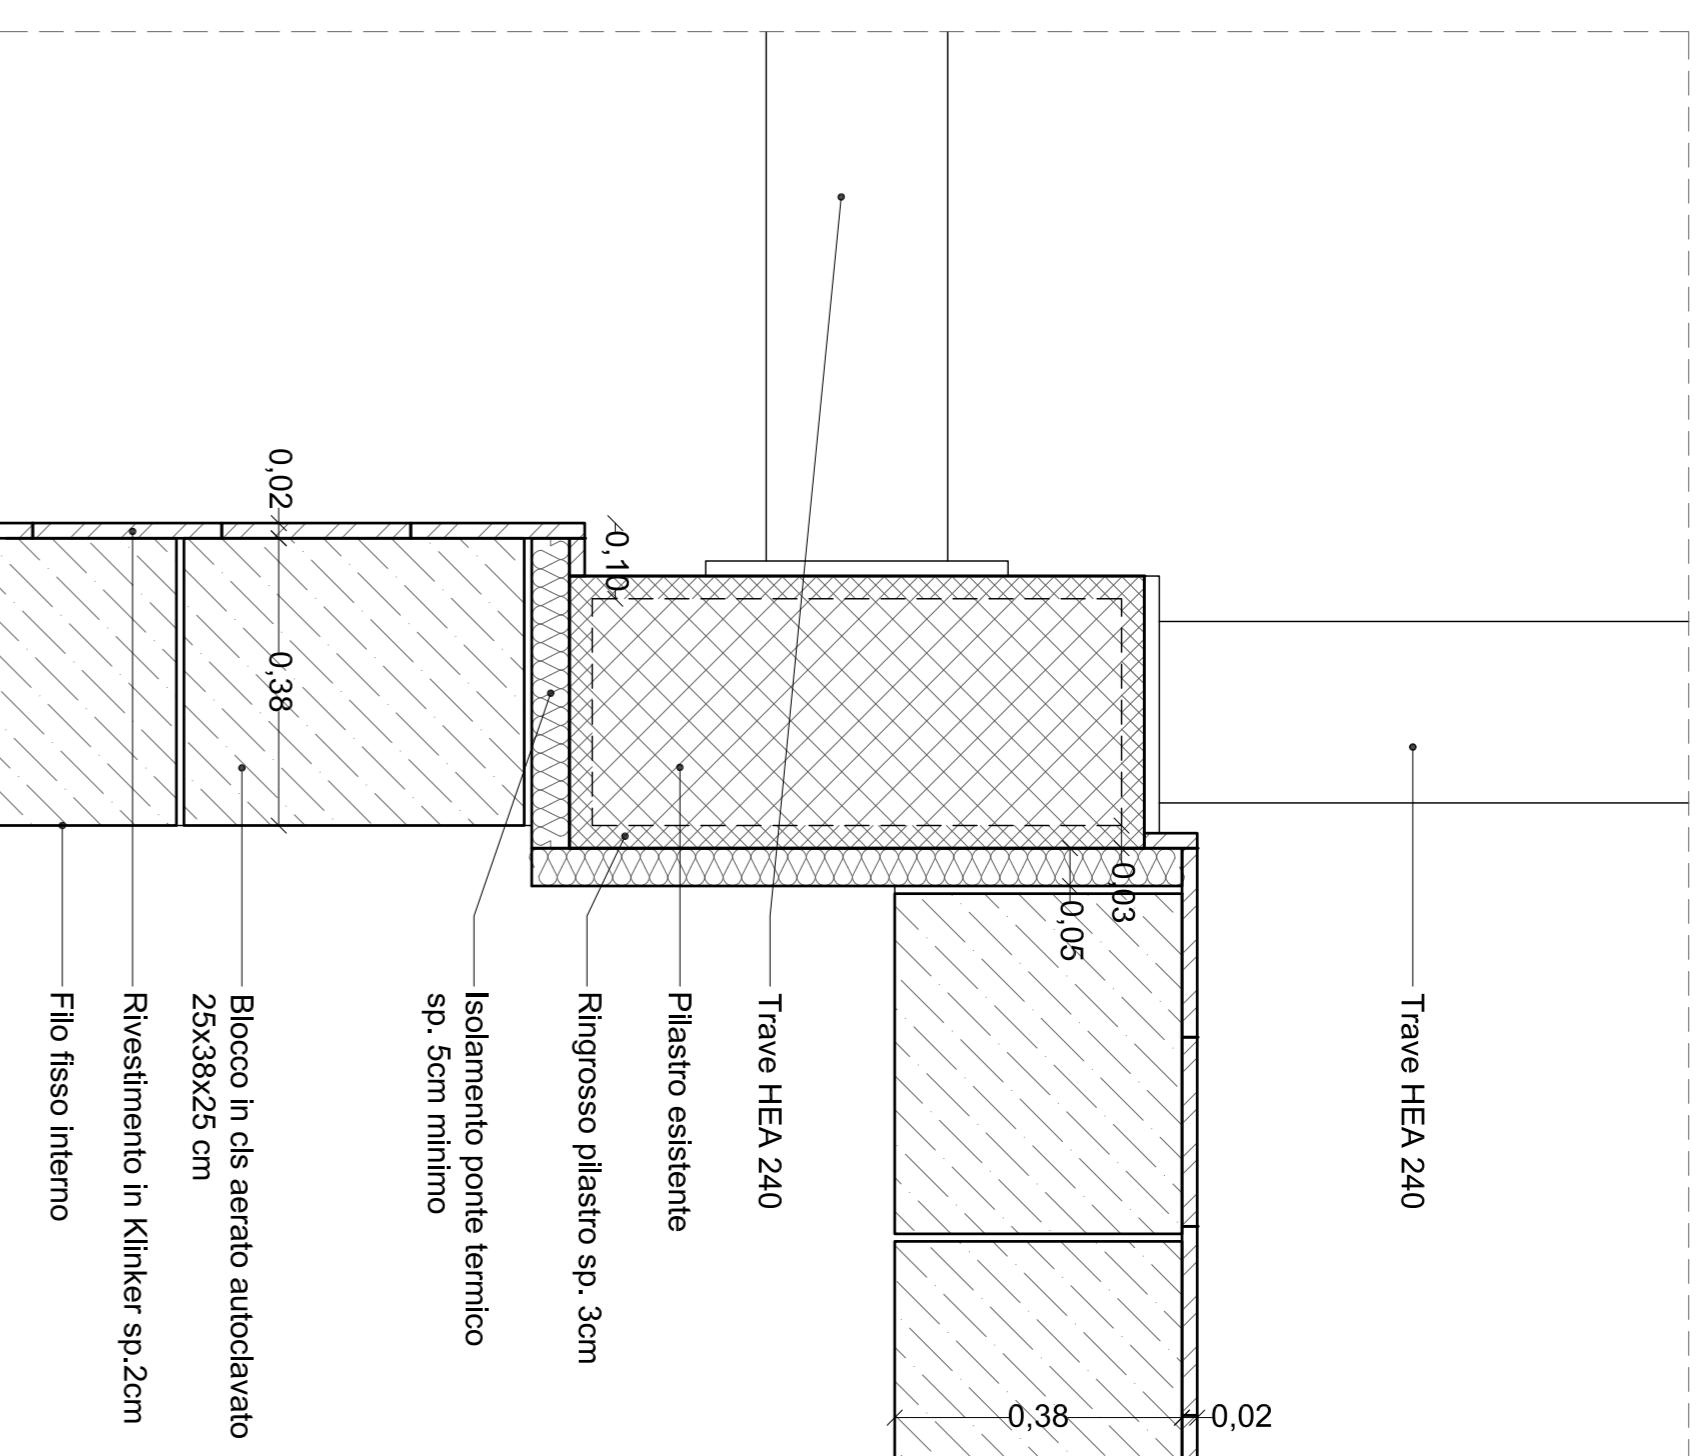 0,02
0,38
0,10
0,03
0,05
Trave HEA 240
Trave HEA 240
Pilastro esistente
Ringrosso pilastro sp. 3cm
Isolamento ponte termico
sp. 5cm minimo
Blocco in cls aerato autoclavato
25x38x25 cm
Rivestimento in Klinker sp.2cm
Filo fisso interno
0,38
0,02